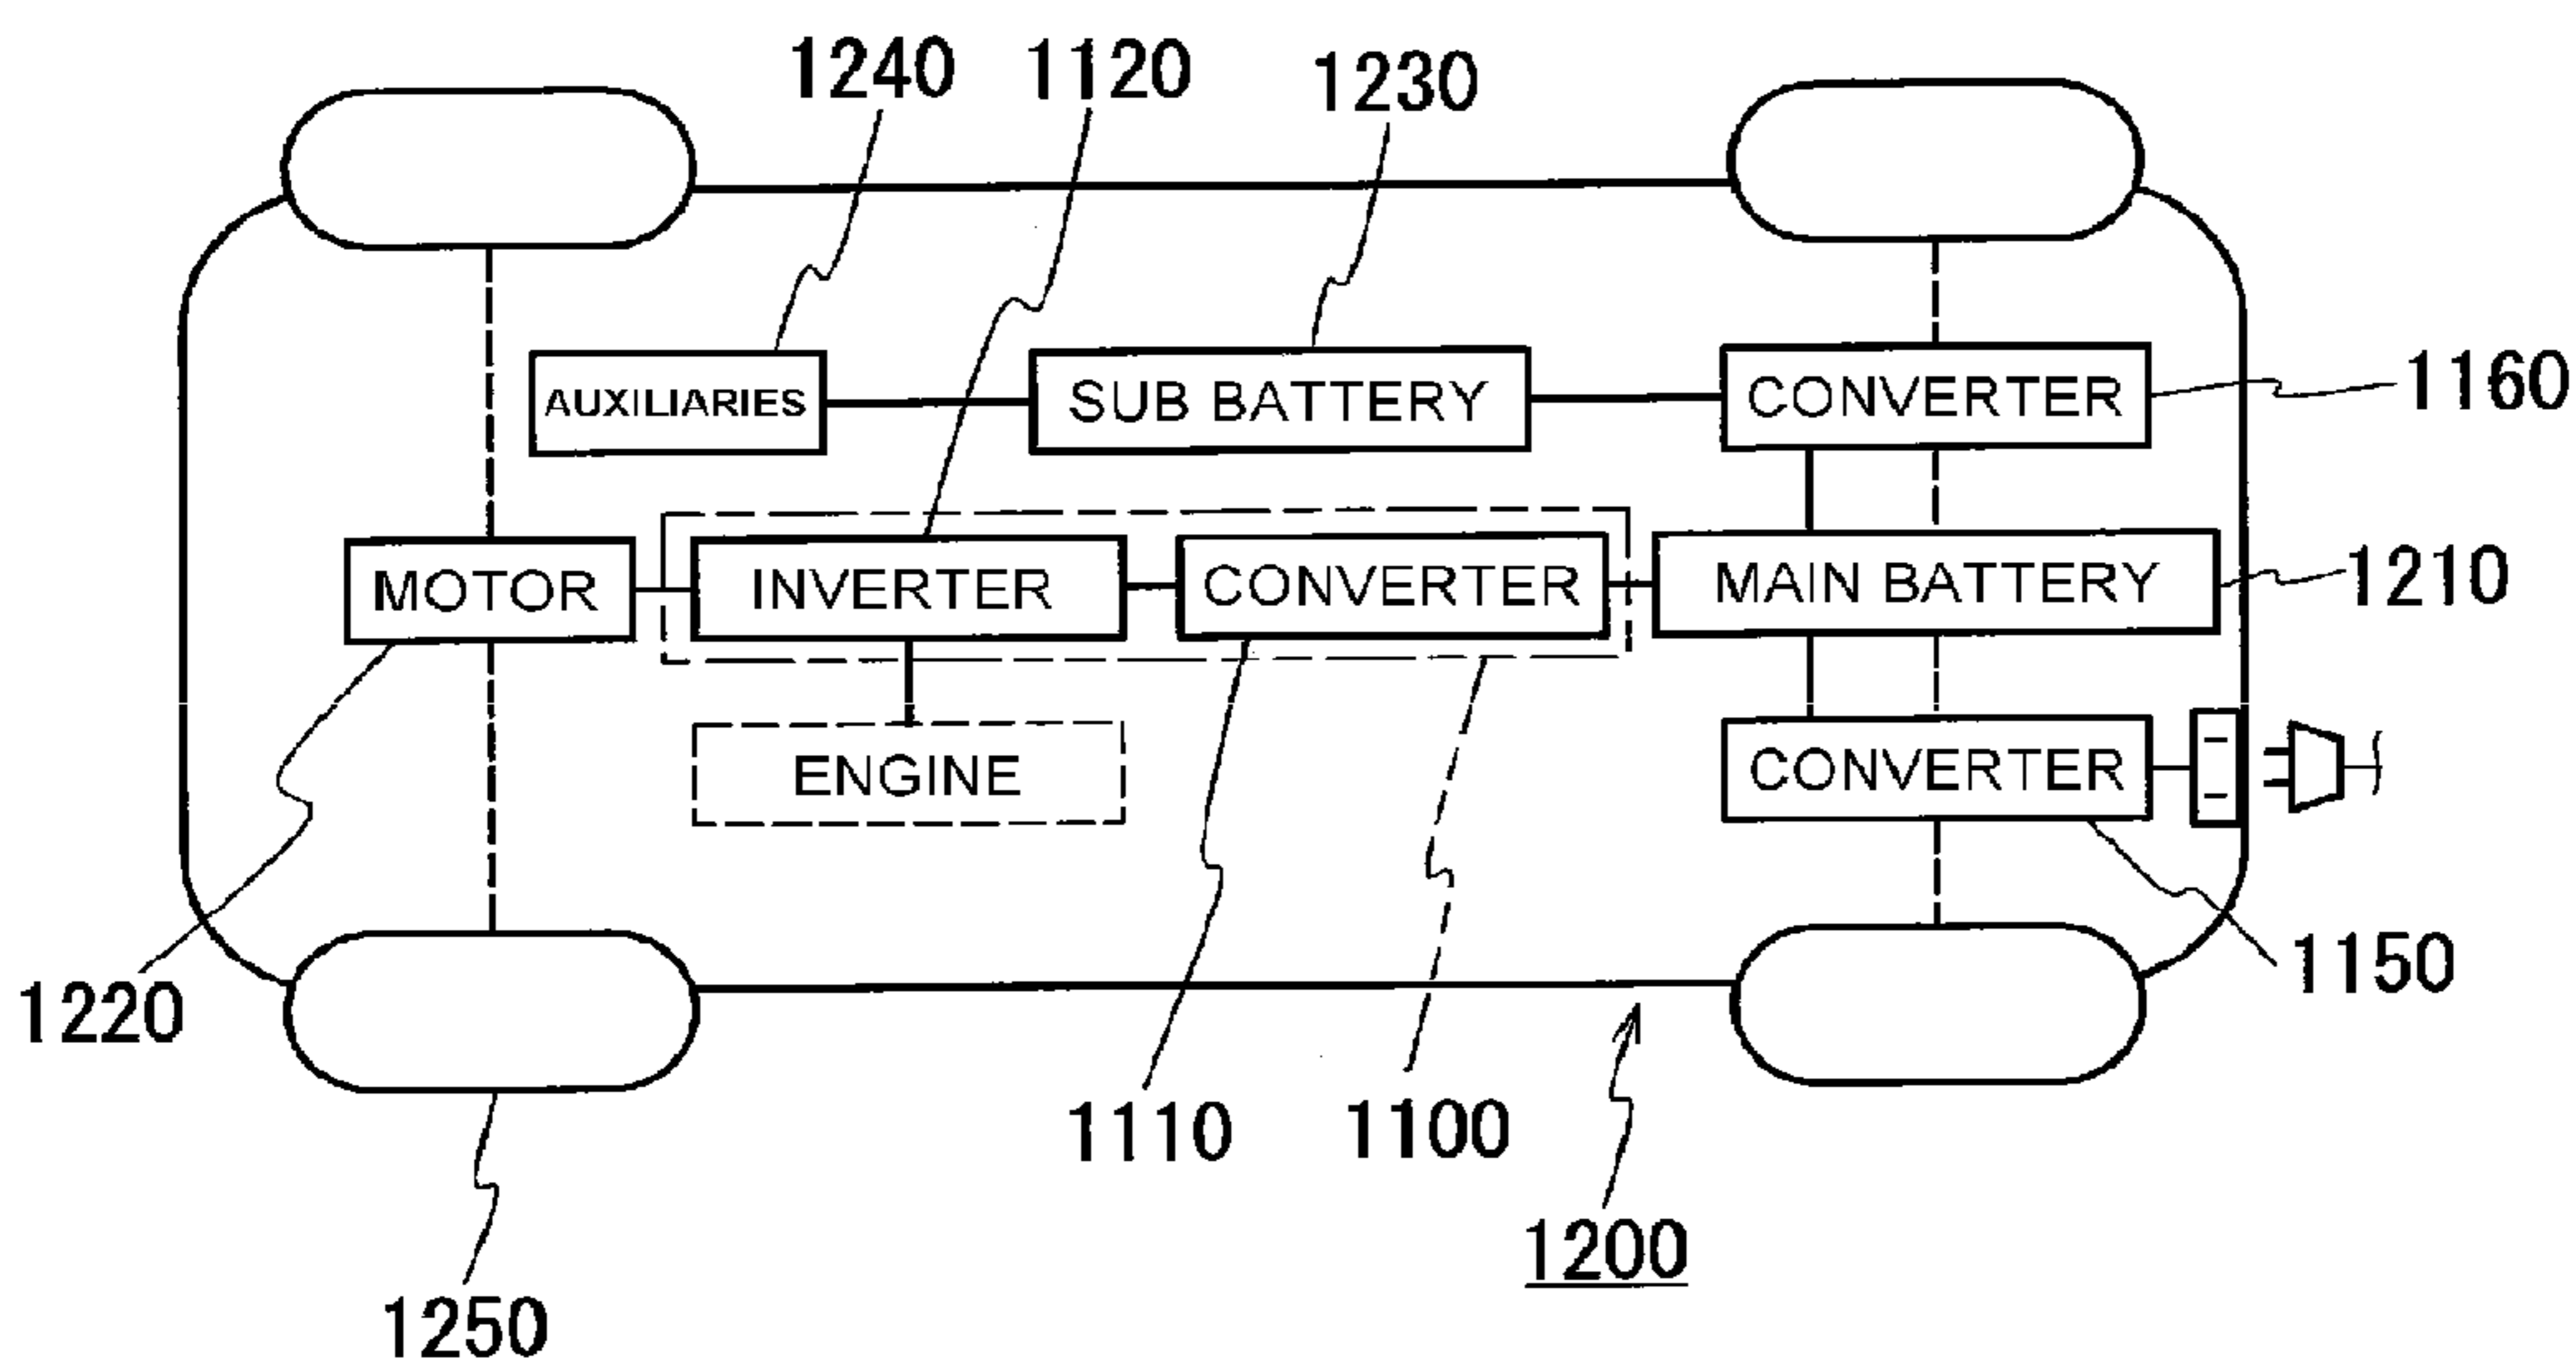 1240
1120
1230
AUXILIARIES
SUB BATTERY
CONVERTER
1160
MOTOR
INVERTER
CONVERTER
MAIN BATTERY
1210
ENGINE
CONVERTER
1220
1150
1110
1100
1200
1250